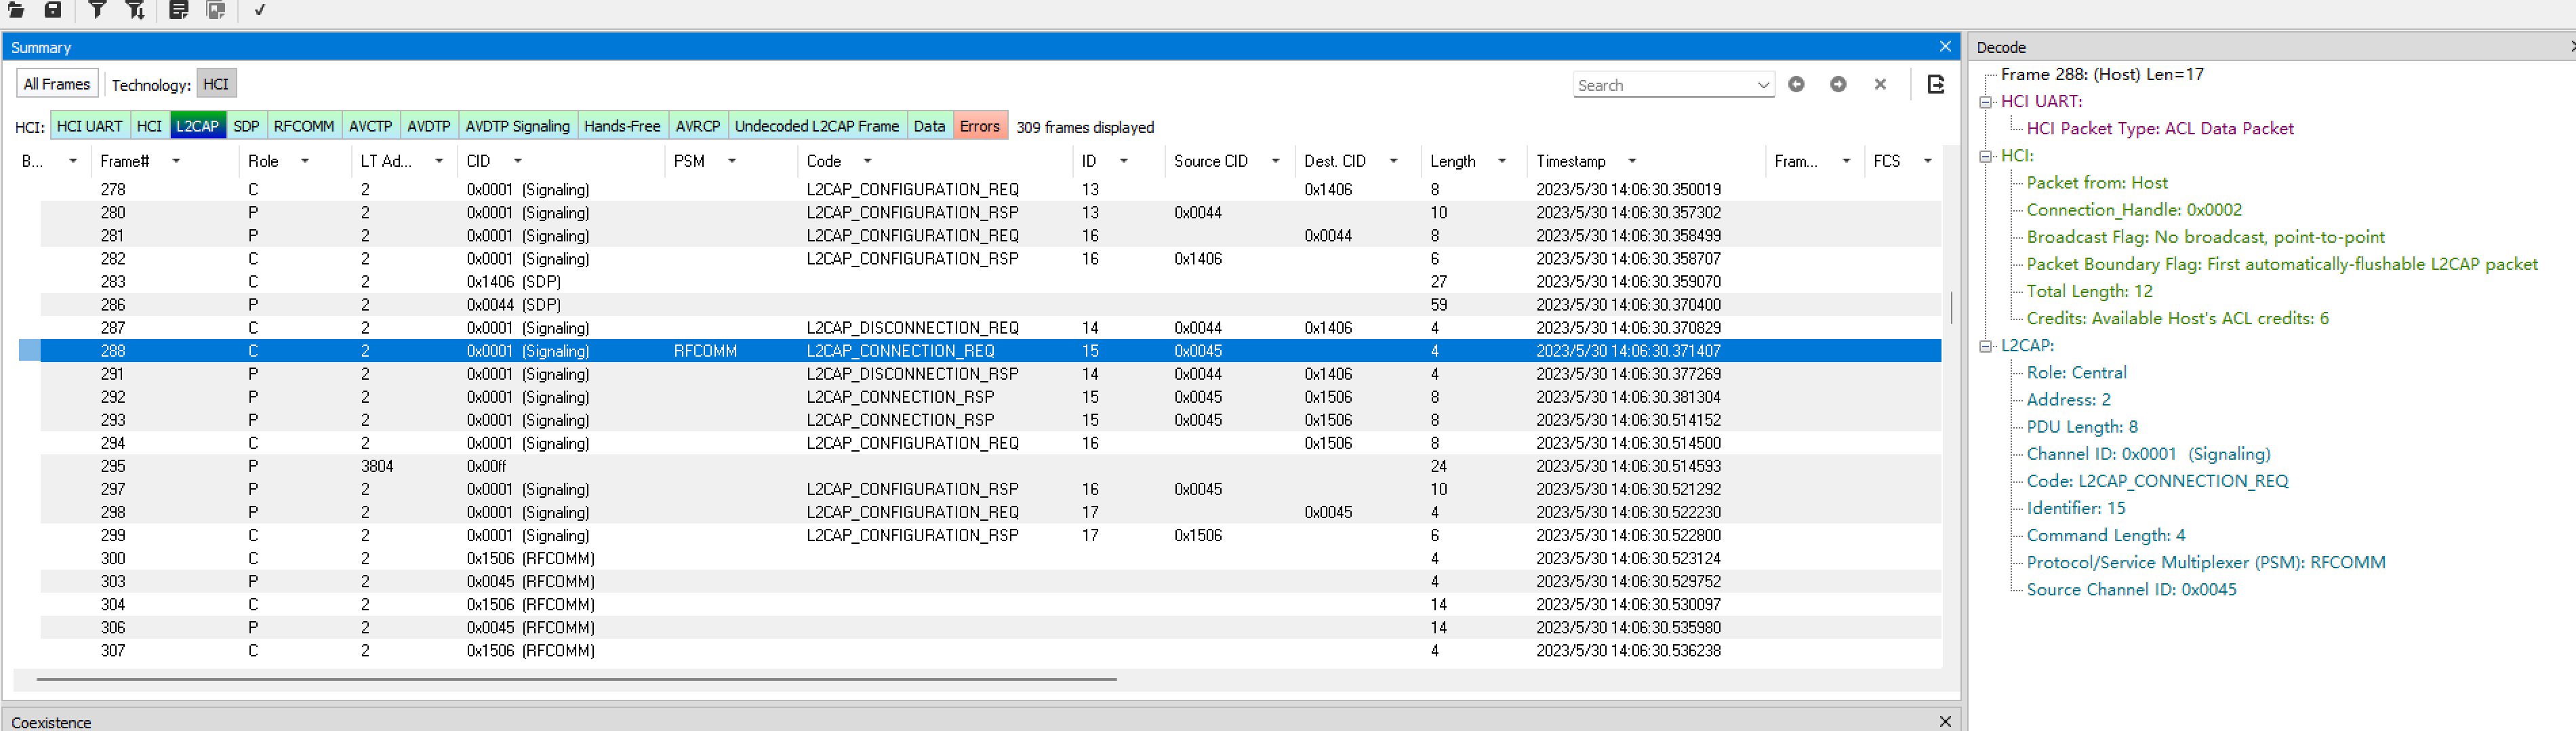 Summary
All Frames Technology: HCI Search
HCI: HCI UART HCI L2CAP SDP RFCOMM AVCTP AVDTP AVDTP Signaling Hands-Free AVRCP Undecoded L2CAP Frame Data Errors 309 frames displayed
B... Frame# Role LT Ad... CID PSM Code ID Source CID Dest. CID Length Timestamp Fram... FCS
278 C 2 0x0001 (Signaling) L2CAP_CONFIGURATION_REQ 13 0x1406 8 2023/5/30 14:06:30.350019
280 P 2 0x0001 (Signaling) L2CAP_CONFIGURATION_RSP 13 0x0044 10 2023/5/30 14:06:30.357302
281 P 2 0x0001 (Signaling) L2CAP_CONFIGURATION_REQ 16 0x0044 8 2023/5/30 14:06:30.358499
282 C 2 0x0001 (Signaling) L2CAP_CONFIGURATION_RSP 16 0x1406 6 2023/5/30 14:06:30.358707
283 C 2 0x1406 (SDP) 27 2023/5/30 14:06:30.359070
286 P 2 0x0044 (SDP) 59 2023/5/30 14:06:30.370400
287 C 2 0x0001 (Signaling) L2CAP_DISCONNECTION_REQ 14 0x0044 0x1406 4 2023/5/30 14:06:30.370829
288 C 2 0x0001 (Signaling) RFCOMM L2CAP_CONNECTION_REQ 15 0x0045 4 2023/5/30 14:06:30.371407
291 P 2 0x0001 (Signaling) L2CAP_DISCONNECTION_RSP 14 0x0044 0x1406 4 2023/5/30 14:06:30.377269
292 P 2 0x0001 (Signaling) L2CAP_CONNECTION_RSP 15 0x0045 0x1506 8 2023/5/30 14:06:30.381304
293 P 2 0x0001 (Signaling) L2CAP_CONNECTION_RSP 15 0x0045 0x1506 8 2023/5/30 14:06:30.514152
294 C 2 0x0001 (Signaling) L2CAP_CONFIGURATION_REQ 16 0x1506 8 2023/5/30 14:06:30.514500
295 P 3804 0x00ff 24 2023/5/30 14:06:30.514593
297 P 2 0x0001 (Signaling) L2CAP_CONFIGURATION_RSP 16 0x0045 10 2023/5/30 14:06:30.521292
298 P 2 0x0001 (Signaling) L2CAP_CONFIGURATION_REQ 17 0x0045 4 2023/5/30 14:06:30.522230
299 C 2 0x0001 (Signaling) L2CAP_CONFIGURATION_RSP 17 0x1506 6 2023/5/30 14:06:30.522800
300 C 2 0x1506 (RFCOMM) 4 2023/5/30 14:06:30.523124
303 P 2 0x0045 (RFCOMM) 4 2023/5/30 14:06:30.529752
304 C 2 0x1506 (RFCOMM) 14 2023/5/30 14:06:30.530097
306 P 2 0x0045 (RFCOMM) 14 2023/5/30 14:06:30.535980
307 C 2 0x1506 (RFCOMM) 4 2023/5/30 14:06:30.536238
Coexistence
Decode
Frame 288: (Host) Len=17
HCI UART:
HCI Packet Type: ACL Data Packet
HCI:
Packet from: Host
Connection_Handle: 0x0002
Broadcast Flag: No broadcast, point-to-point
Packet Boundary Flag: First automatically-flushable L2CAP packet
Total Length: 12
Credits: Available Host's ACL credits: 6
L2CAP:
Role: Central
Address: 2
PDU Length: 8
Channel ID: 0x0001 (Signaling)
Code: L2CAP_CONNECTION_REQ
Identifier: 15
Command Length: 4
Protocol/Service Multiplexer (PSM): RFCOMM
Source Channel ID: 0x0045